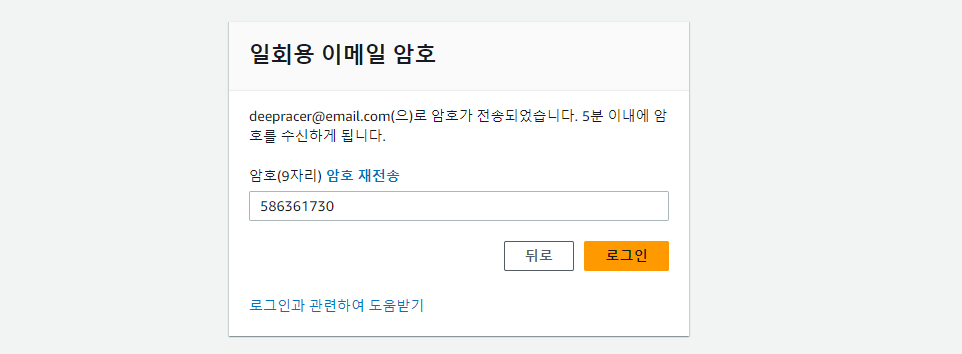 일회용 이메일 암호
deepracer@email.com(으)로 암호가 전송되었습니다. 5분 이내에 암
호를 수신하게 됩니다.
암호(9자리) 암호 재전송
586361730
뒤로 로그인
로그인과 관련하여 도움받기